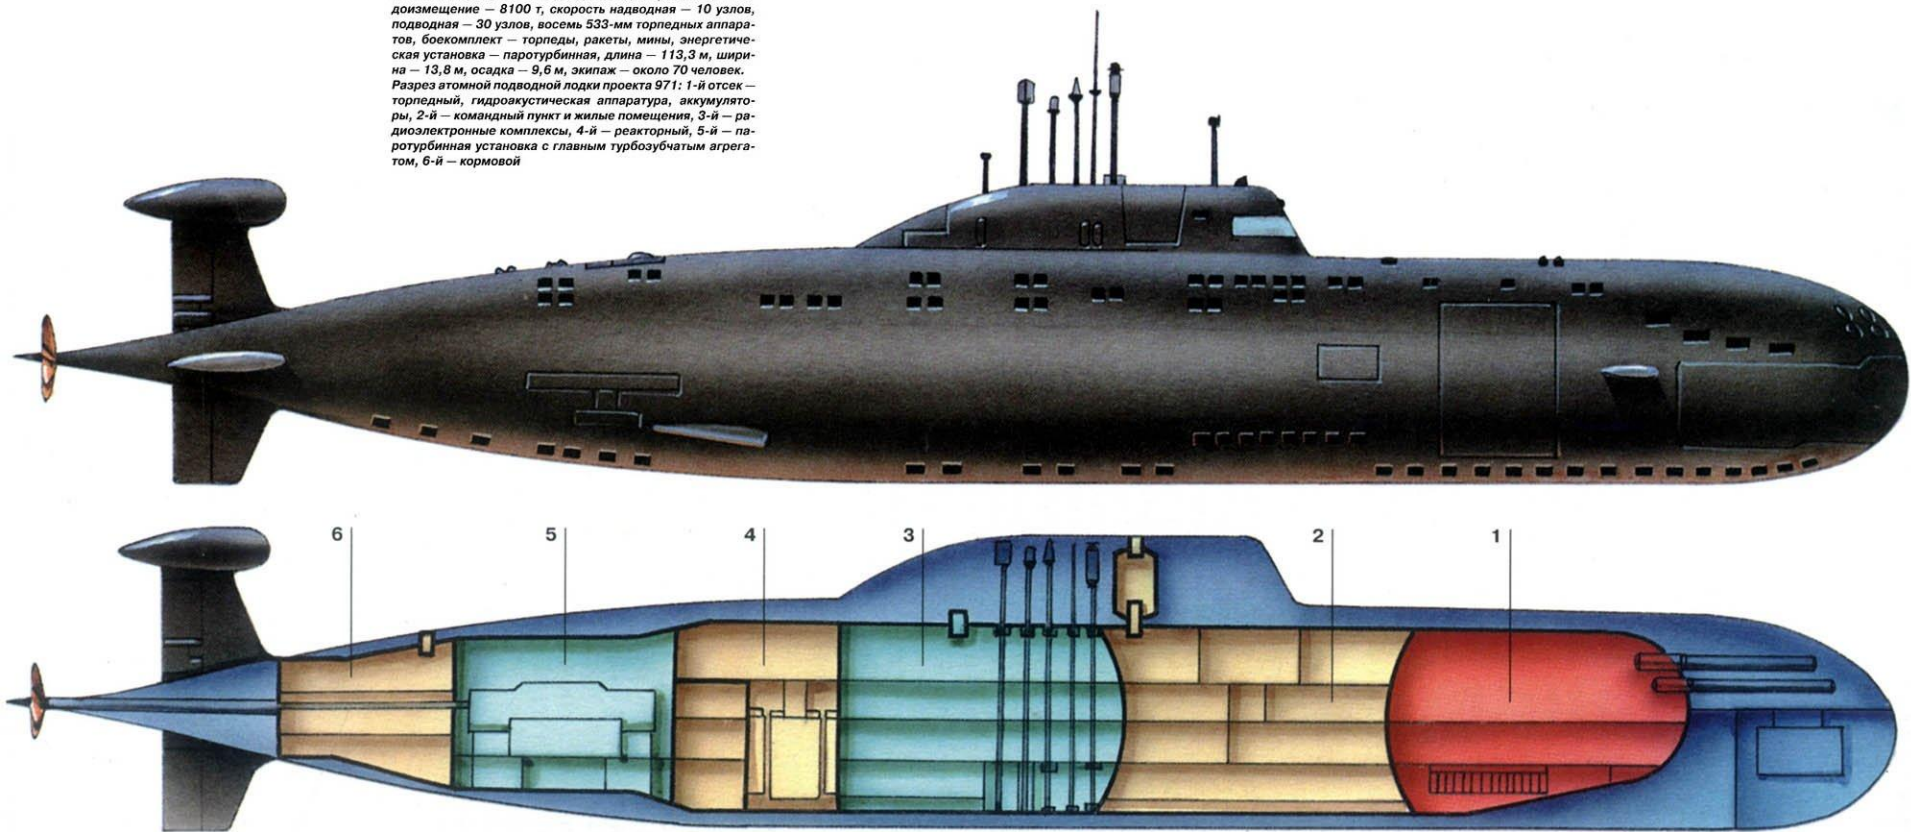 доизмещение — 8100 т, скорость надводная — 10 узлов,
подводная — 30 узлов, восемь 533-мм торпедных аппара-
тов, боекомплект — торпеды, ракеты, мины, энергетиче-
ская установка — паротурбинная, длина — 113,3 м, шири-
на — 13,8 м, осадка — 9,6 м, экипаж — около 70 человек.
Разрез атомной подводной лодки проекта 971: 1-й отсек —
торпедный, гидроакустическая аппаратура, аккумулято-
ры, 2-й — командный пункт и жилые помещения, 3-й — ра-
диоэлектронные комплексы, 4-й — реакторный, 5-й — па-
ротурбинная установка с главным турбозубчатым агрега-
том, 6-й — кормовой
6 5 4 3 2 1